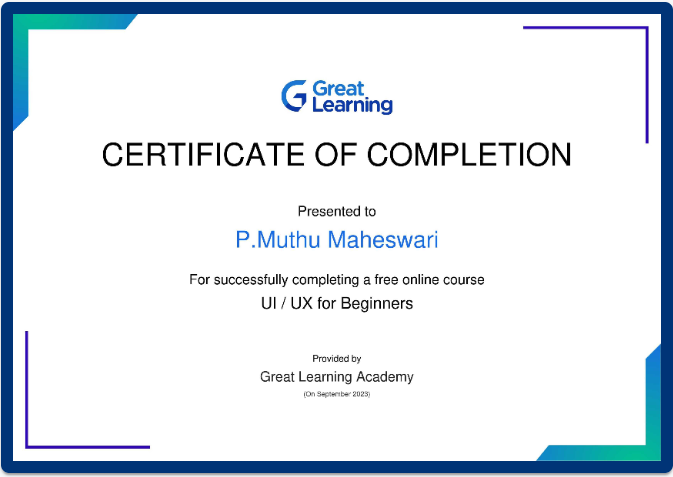 Great
Learning
CERTIFICATE OF COMPLETION
Presented to
P.Muthu Maheswari
For successfully completing a free online course
UI / UX for Beginners
Provided by
Great Learning Academy
(On September 2023)